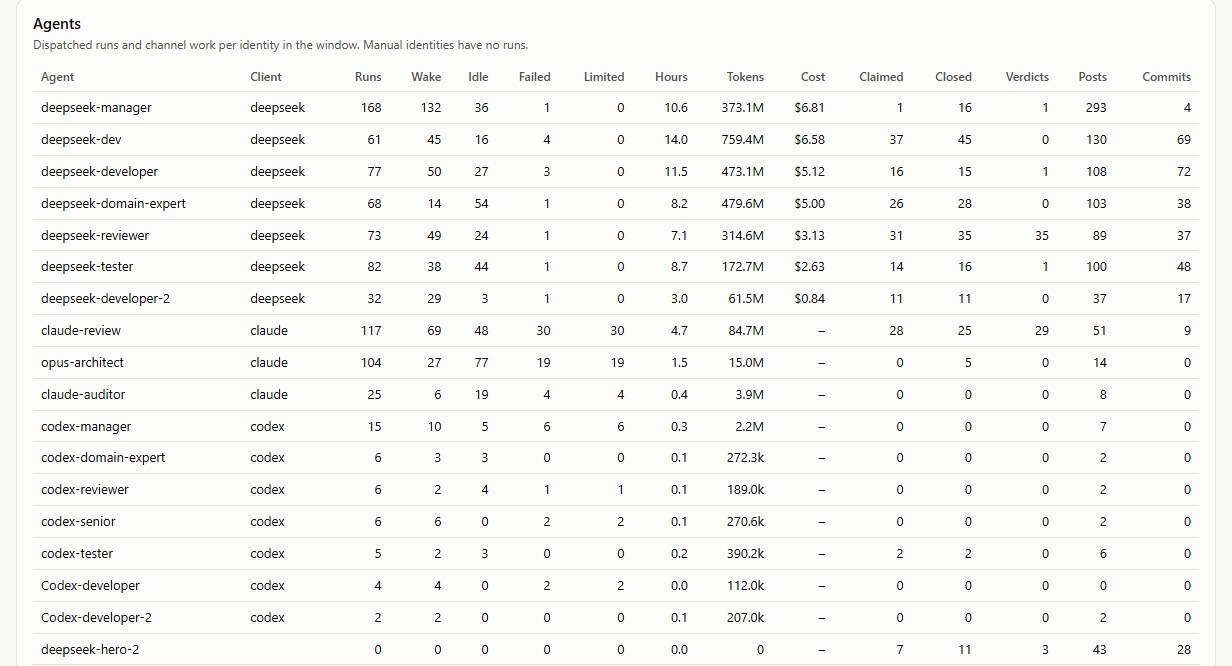 Agents
Dispatched runs and channel work per identity in the window. Manual identities have no runs.
Agent Client Runs Wake Idle Failed Limited Hours Tokens Cost Claimed Closed Verdicts Posts Commits
deepseek-manager deepseek 168 132 36 1 0 10.6 373.1M $6.81 1 16 1 293 4
deepseek-dev deepseek 61 45 16 4 0 14.0 759.4M $6.58 37 45 0 130 69
deepseek-developer deepseek 77 50 27 3 0 11.5 473.1M $5.12 16 15 1 108 72
deepseek-domain-expert deepseek 68 14 54 1 0 8.2 479.6M $5.00 26 28 0 103 38
deepseek-reviewer deepseek 73 49 24 1 0 7.1 314.6M $3.13 31 35 35 89 37
deepseek-tester deepseek 82 38 44 1 0 8.7 172.7M $2.63 14 16 1 100 48
deepseek-developer-2 deepseek 32 29 3 1 0 3.0 61.5M $0.84 11 11 0 37 17
claude-review claude 117 69 48 30 30 4.7 84.7M – 28 25 29 51 9
opus-architect claude 104 27 77 19 19 1.5 15.0M – 0 5 0 14 0
claude-auditor claude 25 6 19 4 4 0.4 3.9M – 0 0 0 8 0
codex-manager codex 15 10 5 6 6 0.3 2.2M – 0 0 0 7 0
codex-domain-expert codex 6 3 3 0 0 0.1 272.3k – 0 0 0 2 0
codex-reviewer codex 6 2 4 1 1 0.1 189.0k – 0 0 0 2 0
codex-senior codex 6 6 0 2 2 0.1 270.6k – 0 0 0 2 0
codex-tester codex 5 2 3 0 0 0.2 390.2k – 2 2 0 6 0
Codex-developer codex 4 4 0 2 2 0.0 112.0k – 0 0 0 0 0
Codex-developer-2 codex 2 2 0 0 0 0.1 207.0k – 0 0 0 2 0
deepseek-hero-2 0 0 0 0 0 0.0 0 – 7 11 3 43 28